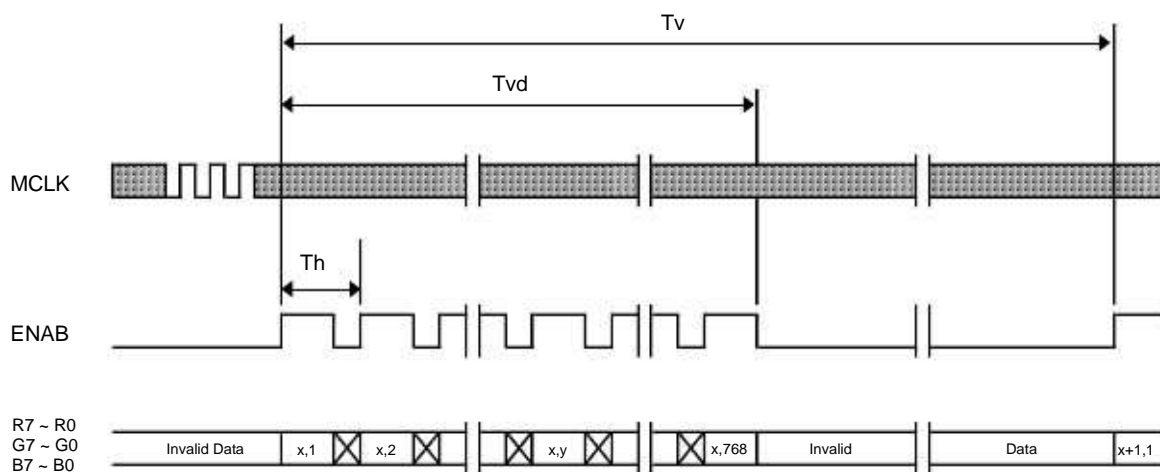 Tv
Tvd
MCLK
Th
ENAB
R7 ~ R0
G7 ~ G0
B7 ~ B0
Invalid Data
x,1
x,2
x,y
x,768
Invalid
Data
x+1,1